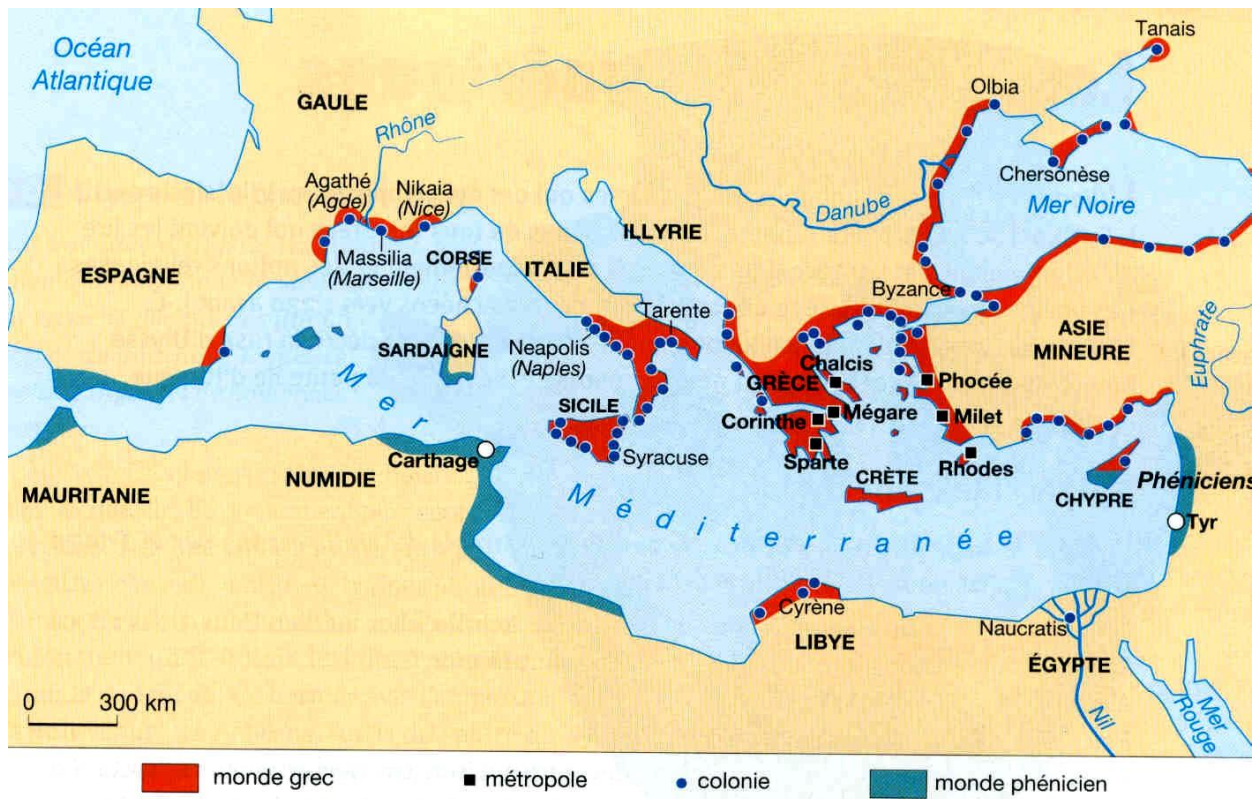 Océan
Atlantique
GAULE
Rhône
Agathé
(Agde)
Nikaia
(Nice)
Massilia
(Marseille)
ESPAGNE
CORSE
ITALIE
ILLYRIE
Danube
Olbia
Tanais
Chersonèse
Mer Noire
Byzance
ASIE
MINEURE
Euphrate
SARDAIGNE
Neapolis
(Naples)
Tarente
Chalcis
GRÈCE
Phocée
Mégare
Milet
Corinthe
SICILE
Syracuse
Sparte
Rhodes
CRÈTE
CHYPRE
Phéniciens
Tyr
Carthage
NUMIDIE
MAURITANIE
Mer
Méditerranée
Cyrène
LIBYE
Naucratis
ÉGYPTE
Nil
Mer
Rouge
0 300 km
monde grec
métropole
colonie
monde phénicien